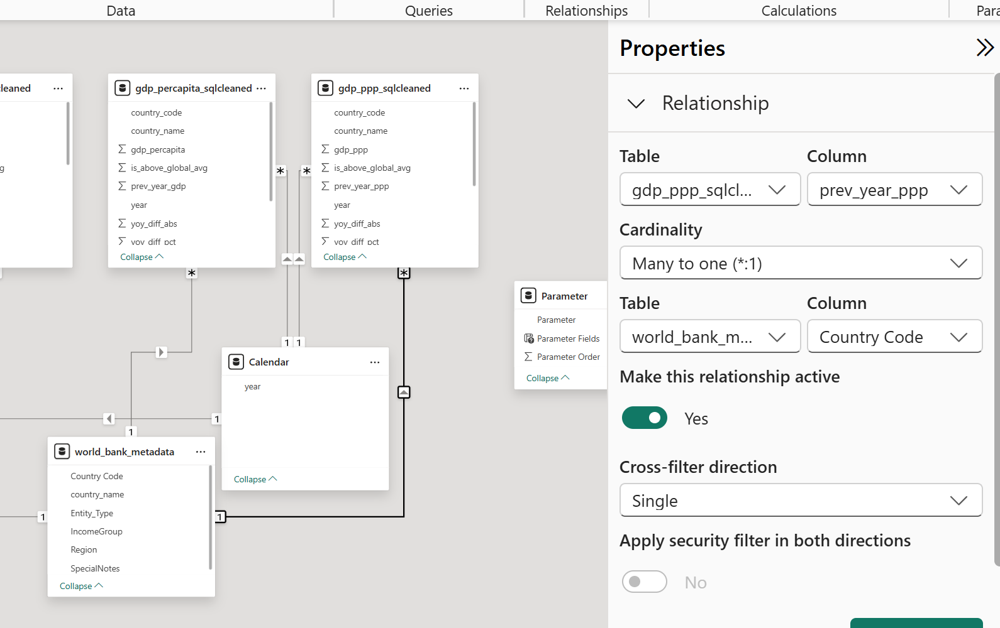 Data
Queries
Relationships
Calculations
Para
leaned
g
gdp_percapita_sqlcleaned
country_code
country_name
gdp_percapita
is_above_global_avg
prev_year_gdp
year
yoy_diff_abs
yoy_diff_pct
Collapse
gdp_ppp_sqlcleaned
country_code
country_name
gdp_ppp
is_above_global_avg
prev_year_ppp
year
yoy_diff_abs
yoy_diff_pct
Collapse
*
*
*
*
1
1
Parameter
Parameter
Parameter Fields
Parameter Order
Collapse
Calendar
year
Collapse
1
1
world_bank_metadata
Country Code
country_name
Entity_Type
IncomeGroup
Region
SpecialNotes
Collapse
1
1
Properties
Relationship
Table
Column
gdp_ppp_sqlcl...
prev_year_ppp
Cardinality
Many to one (*:1)
Table
Column
world_bank_m...
Country Code
Make this relationship active
Yes
Cross-filter direction
Single
Apply security filter in both directions
No